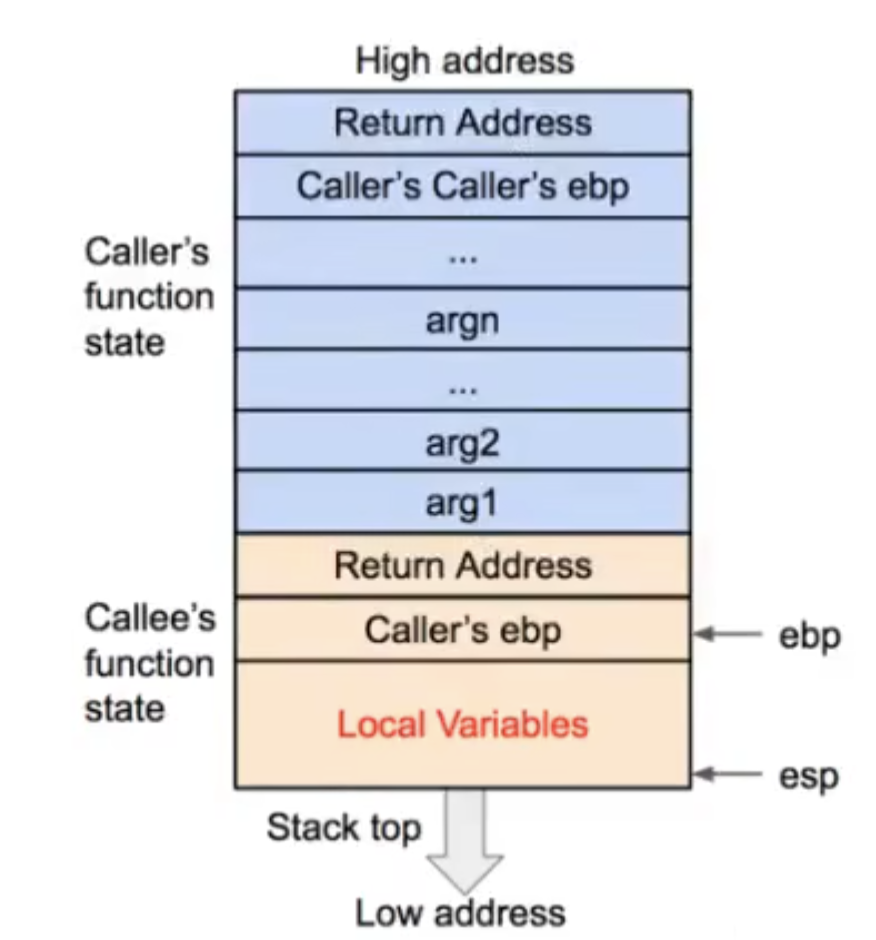 High address
Return Address
Caller's Caller's ebp
...
Caller's
function
state
argn
...
arg2
arg1
Return Address
Callee's
function
state
Caller's ebp
ebp
Local Variables
esp
Stack top
Low address